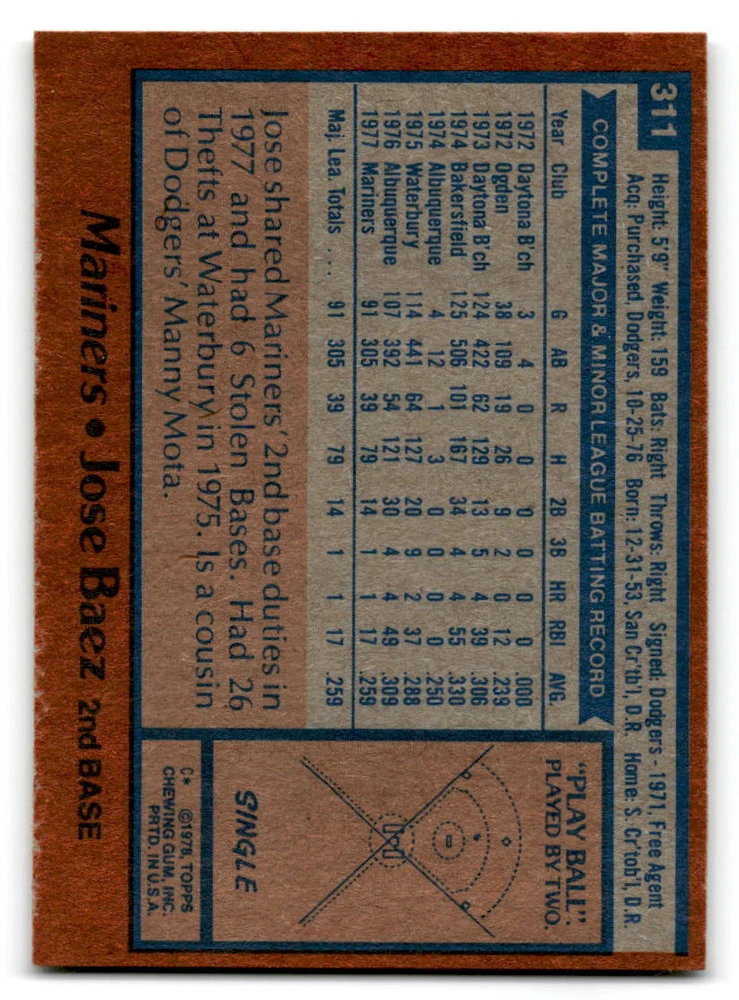 311
Height: 5'9" Weight: 159 Bats: Right Throws: Right Signed: Dodgers - 1971, Free Agent
Acq: Purchased, Dodgers, 10-25-76 Born: 12-31-53, San Cr'tb'l, D.R. Home: S. Cr'tob'l, D.R.
COMPLETE MAJOR & MINOR LEAGUE BATTING RECORD
Year Club G AB R H 2B 3B HR RBI AVG.
1972 Daytona B'ch 3 4 0 0 0 0 0 0 .000
1972 Ogden 38 109 19 26 9 2 0 12 .239
1973 Daytona B'ch 124 422 62 129 13 5 4 39 .306
1974 Bakersfield 125 506 101 167 34 4 4 55 .330
1974 Albuquerque 4 12 1 3 0 0 0 0 .250
1975 Waterbury 114 441 64 127 20 9 2 37 .288
1976 Albuquerque 107 392 54 121 30 4 4 49 .309
1977 Mariners 91 305 39 79 14 1 1 17 .259
Maj. Lea. Totals .... 91 305 39 79 14 1 1 17 .259
Jose shared Mariners' 2nd base duties in
1977 and had 6 Stolen Bases. Had 26
Thefts at Waterbury in 1975. Is a cousin
of Dodgers' Manny Mota.
"PLAY BALL".
PLAYED BY TWO.
SINGLE
C* ©1978, TOPPS
CHEWING GUM, INC.
PRTD. IN U.S.A.
Mariners • Jose Baez 2nd BASE